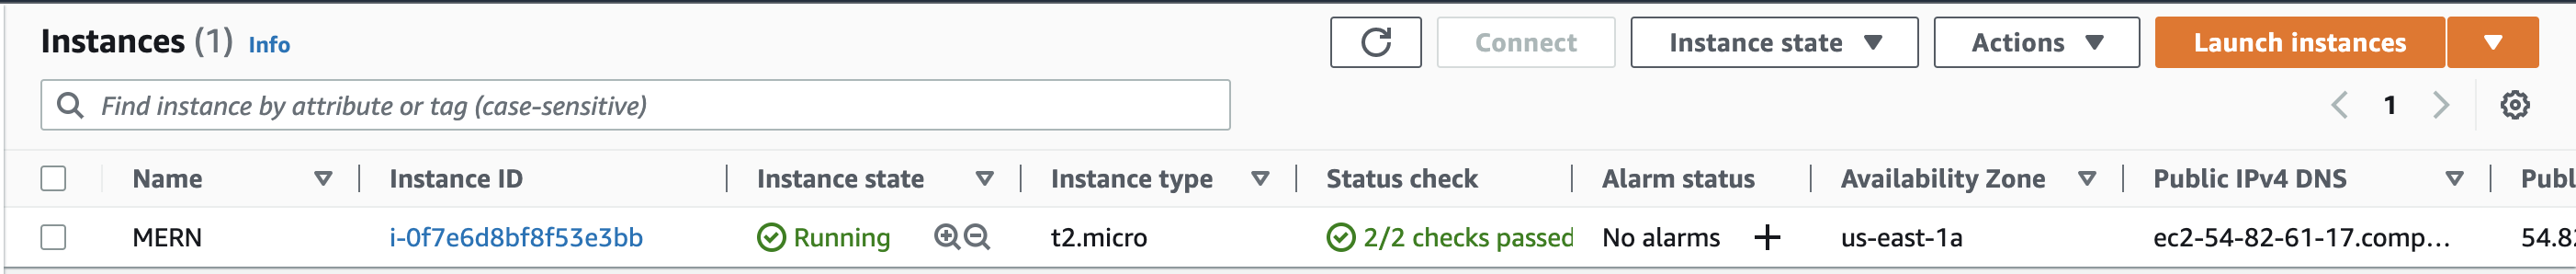 Instances (1) Info
Connect
Instance state
Actions
Launch instances
Find instance by attribute or tag (case-sensitive)
1
Name Instance ID Instance state Instance type Status check Alarm status Availability Zone Public IPv4 DNS Publ
MERN i-0f7e6d8bf8f53e3bb Running t2.micro 2/2 checks passed No alarms + us-east-1a ec2-54-82-61-17.comp... 54.82